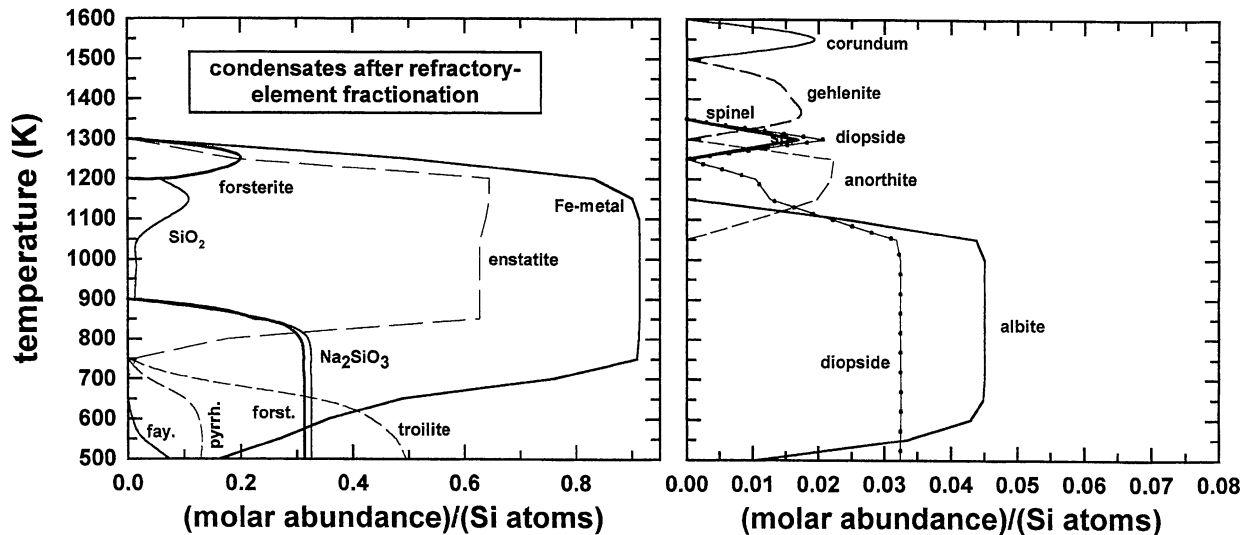 condensates after refractory-
element fractionation
temperature (K)
1600
1500
1400
1300
1200
1100
1000
900
800
700
600
500
forsterite
SiO2
Fe-metal
enstatite
Na2SiO3
fay.
pyrrh.
forst.
troilite
0.0 0.2 0.4 0.6 0.8
(molar abundance)/(Si atoms)
corundum
gehlenite
spinel
diopside
anorthite
albite
diopside
0.00 0.01 0.02 0.03 0.04 0.05 0.06 0.07 0.08
(molar abundance)/(Si atoms)